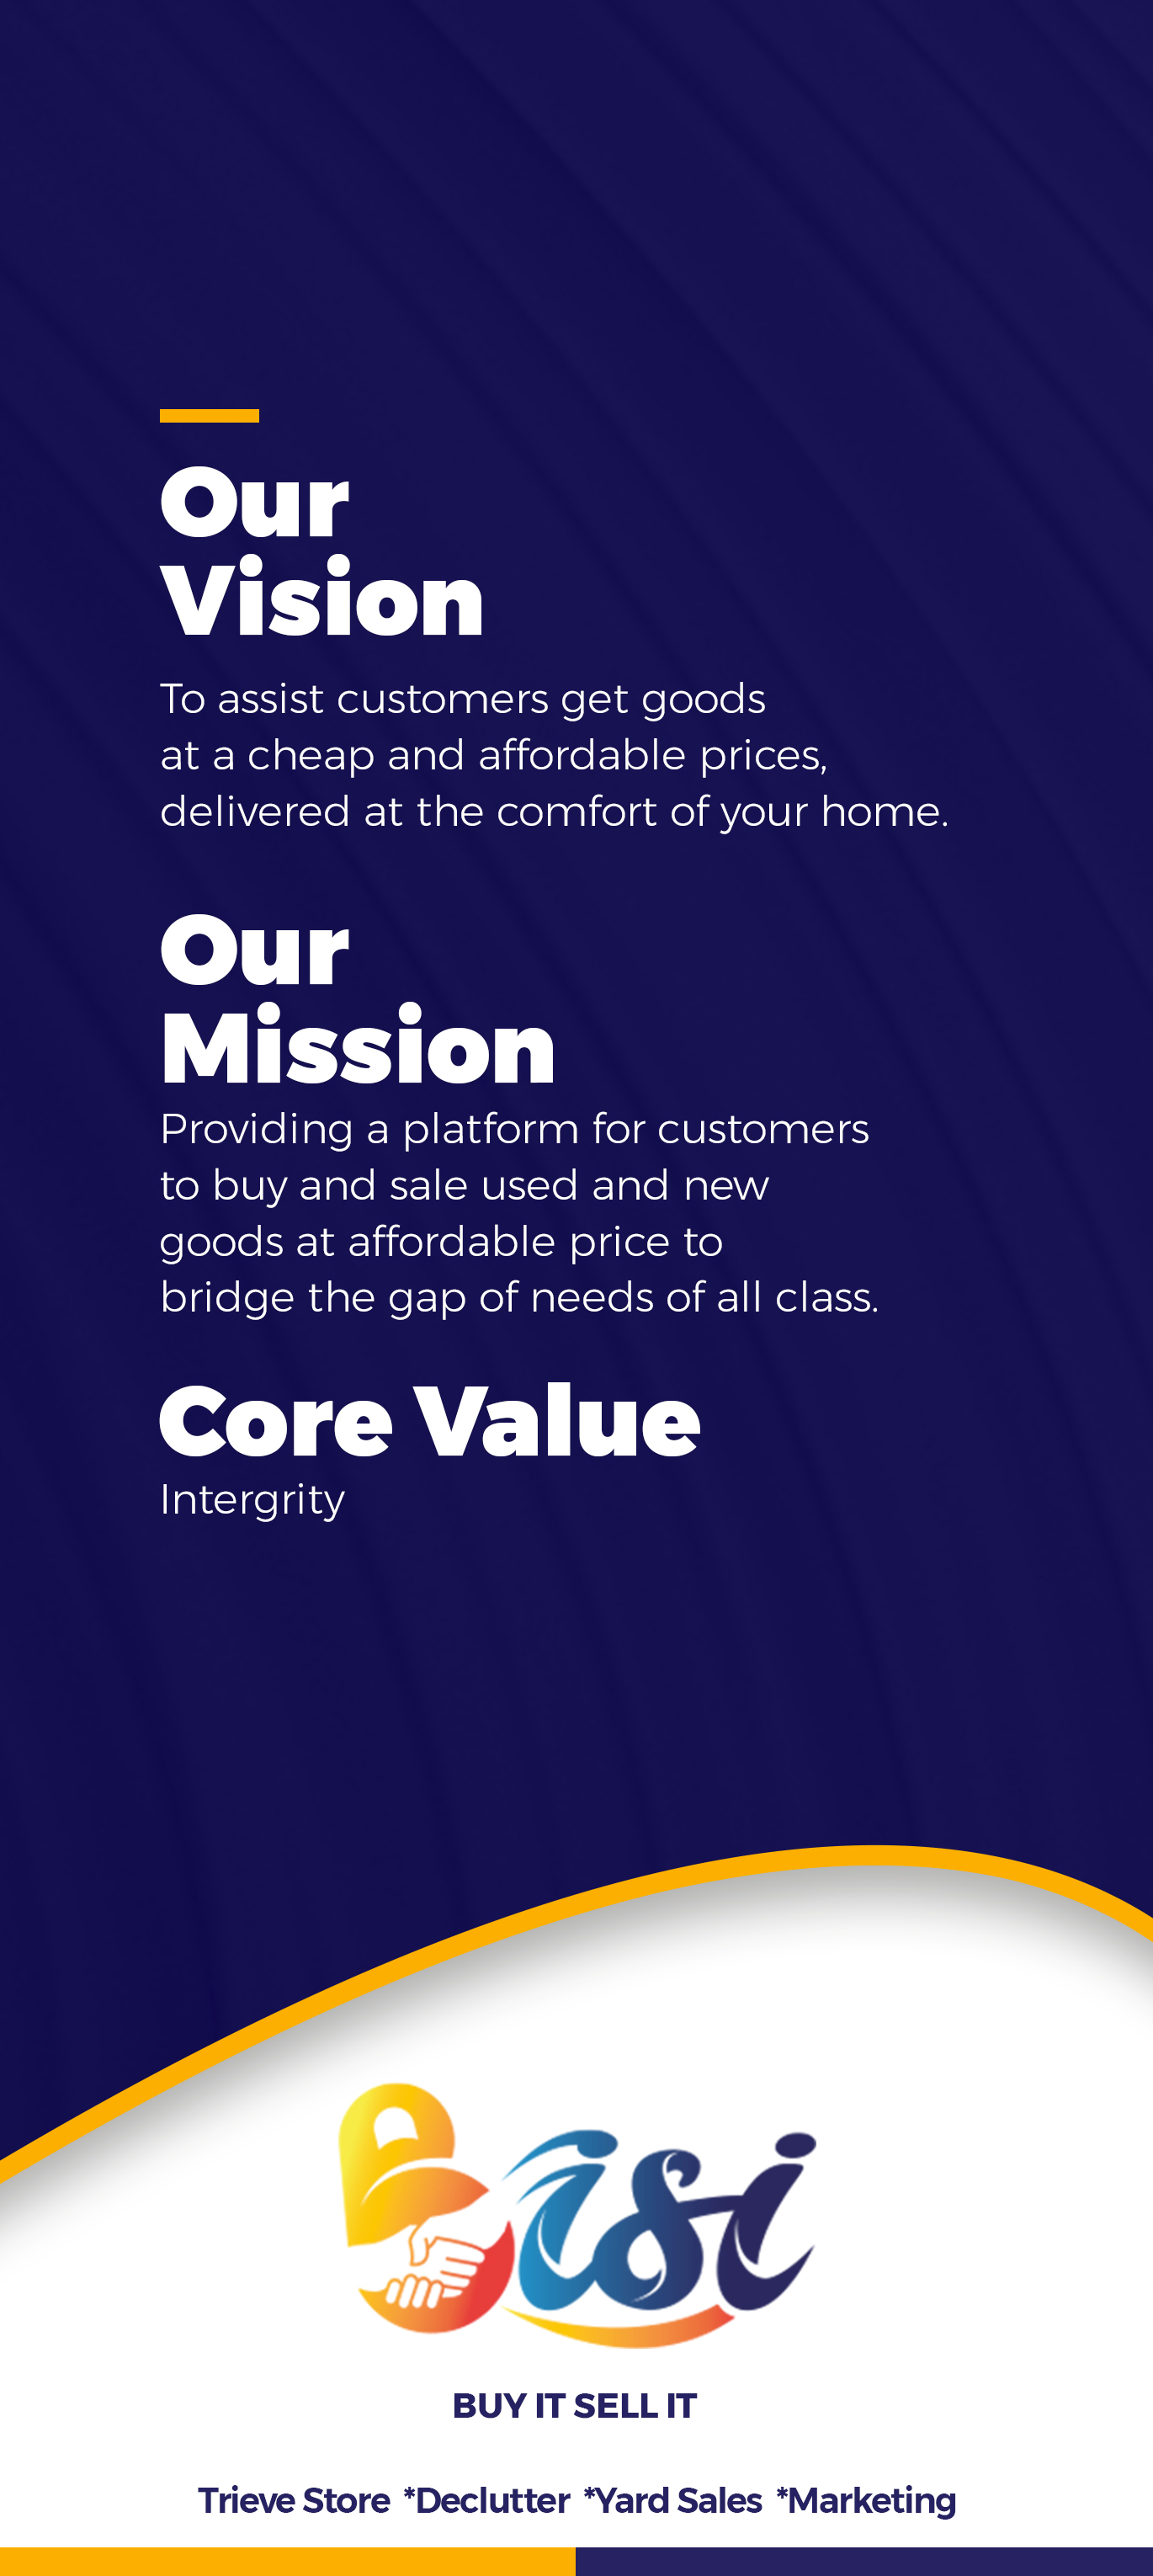 Our
Vision
To assist customers get goods
at a cheap and affordable prices,
delivered at the comfort of your home.
Our
Mission
Providing a platform for customers
to buy and sale used and new
goods at affordable price to
bridge the gap of needs of all class.
Core Value
Intergrity
Bisi
BUY IT SELL IT
Trieve Store *Declutter *Yard Sales *Marketing